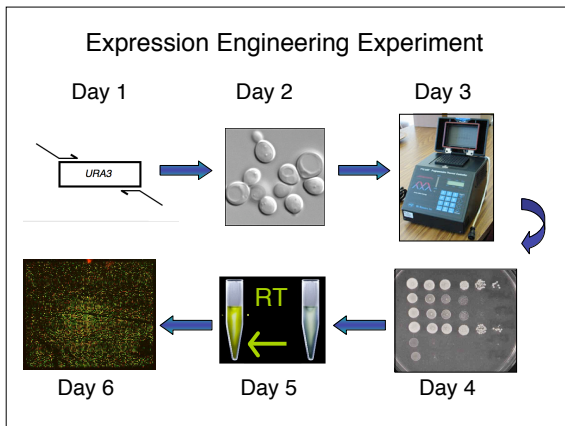 Expression Engineering Experiment
Day 1
Day 2
Day 3
URA3
RT
Day 6
Day 5
Day 4